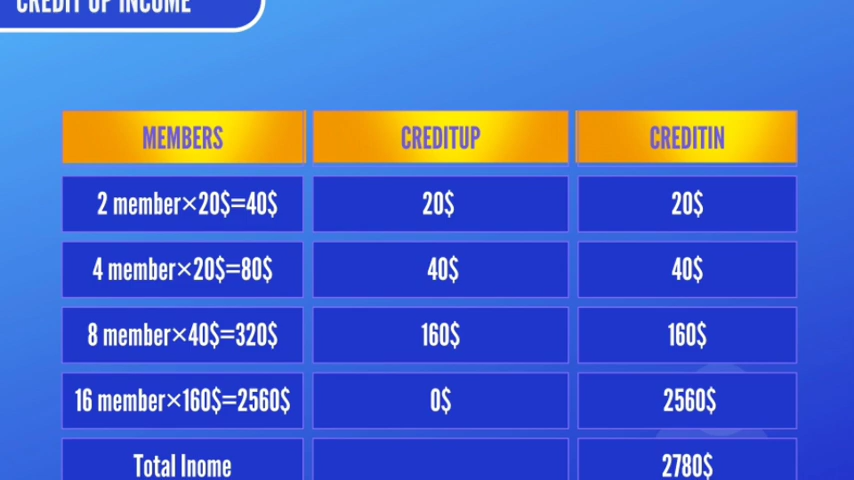 CREDIT UP INCOME
MEMBERS CREDITUP CREDITIN
2 member×20$=40$ 20$ 20$
4 member×20$=80$ 40$ 40$
8 member×40$=320$ 160$ 160$
16 member×160$=2560$ 0$ 2560$
Total Inome 2780$